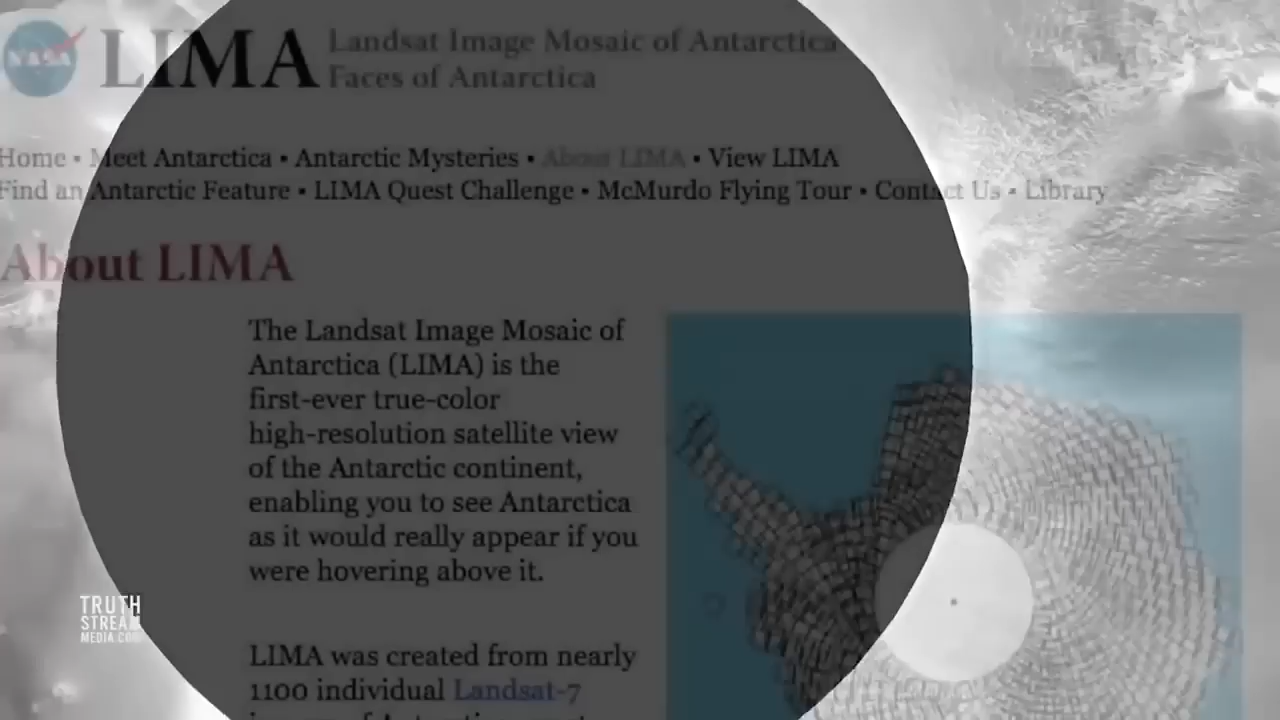 NASA
LIMA Landsat Image Mosaic of Antarctica
Faces of Antarctica
Home • Meet Antarctica • Antarctic Mysteries • About LIMA • View LIMA
Find an Antarctic Feature • LIMA Quest Challenge • McMurdo Flying Tour • Contact Us • Library
About LIMA
The Landsat Image Mosaic of
Antarctica (LIMA) is the
first-ever true-color
high-resolution satellite view
of the Antarctic continent,
enabling you to see Antarctica
as it would really appear if you
were hovering above it.
LIMA was created from nearly
1100 individual Landsat-7
TRUTH
STREAM
MEDIA.COM